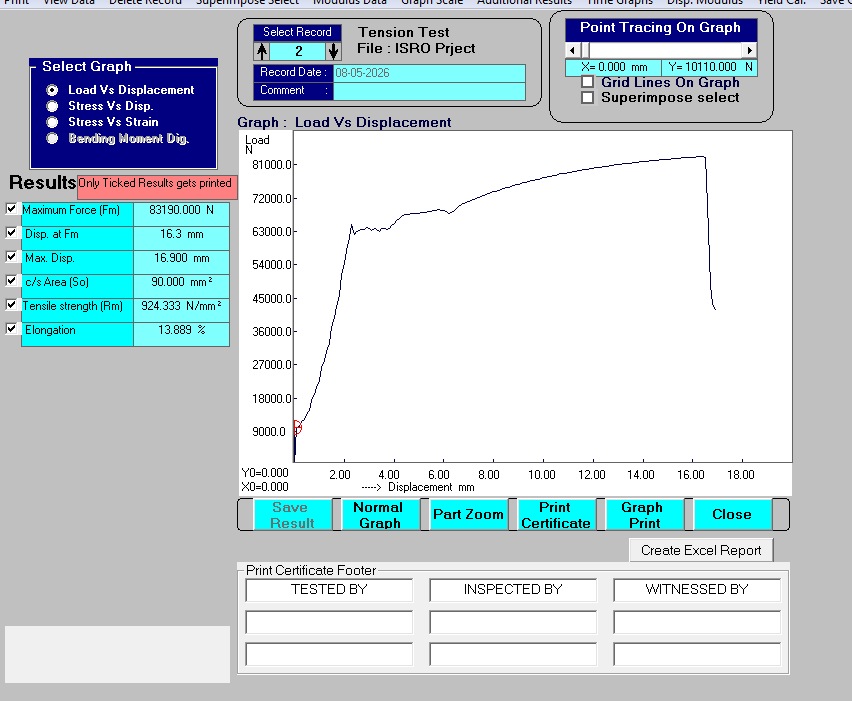 Print View Data Delete Record Superimpose Select Modulus Data Graph Scale Additional Results Time Graphs Disp. Modulus Yield Cal.
Select Record
2
Tension Test
File : ISRO Prject
Record Date : 08-05-2026
Comment :
Point Tracing On Graph
X= 0.000 mm Y= 10110.000 N
Grid Lines On Graph
Superimpose select
Select Graph
Load Vs Displacement
Stress Vs Disp.
Stress Vs Strain
Bending Moment Dig.
Results
Only Ticked Results gets printed
Maximum Force (Fm) 83190.000 N
Disp. at Fm 16.3 mm
Max. Disp. 16.900 mm
c/s Area (So) 90.000 mm²
Tensile strength (Rm) 924.333 N/mm²
Elongation 13.889 %
Graph : Load Vs Displacement
Load
N
81000.0
72000.0
63000.0
54000.0
45000.0
36000.0
27000.0
18000.0
9000.0
Y0=0.000
X0=0.000
2.00 4.00 6.00 8.00 10.00 12.00 14.00 16.00 18.00
----> Displacement mm
Save Result
Normal Graph
Part Zoom
Print Certificate
Graph Print
Close
Create Excel Report
Print Certificate Footer
TESTED BY INSPECTED BY WITNESSED BY